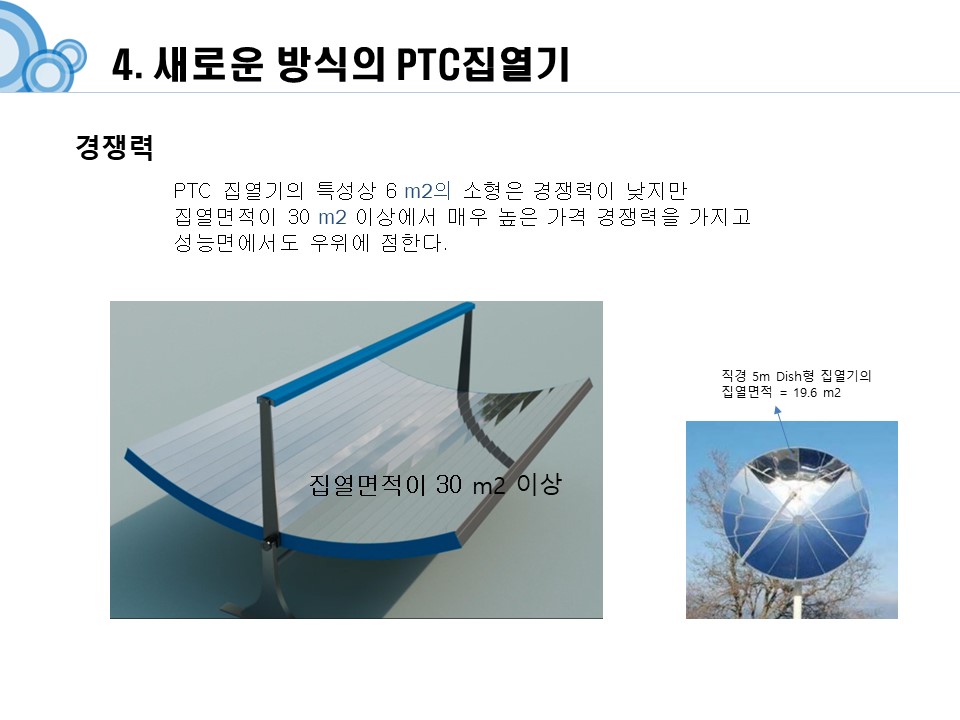 4. 새로운 방식의 PTC집열기
경쟁력
PTC 집열기의 특성상 6 m2의 소형은 경쟁력이 낮지만
집열면적이 30 m2 이상에서 매우 높은 가격 경쟁력을 가지고
성능면에서도 우위에 점한다.
직경 5m Dish형 집열기의
집열면적 = 19.6 m2
집열면적이 30 m2 이상